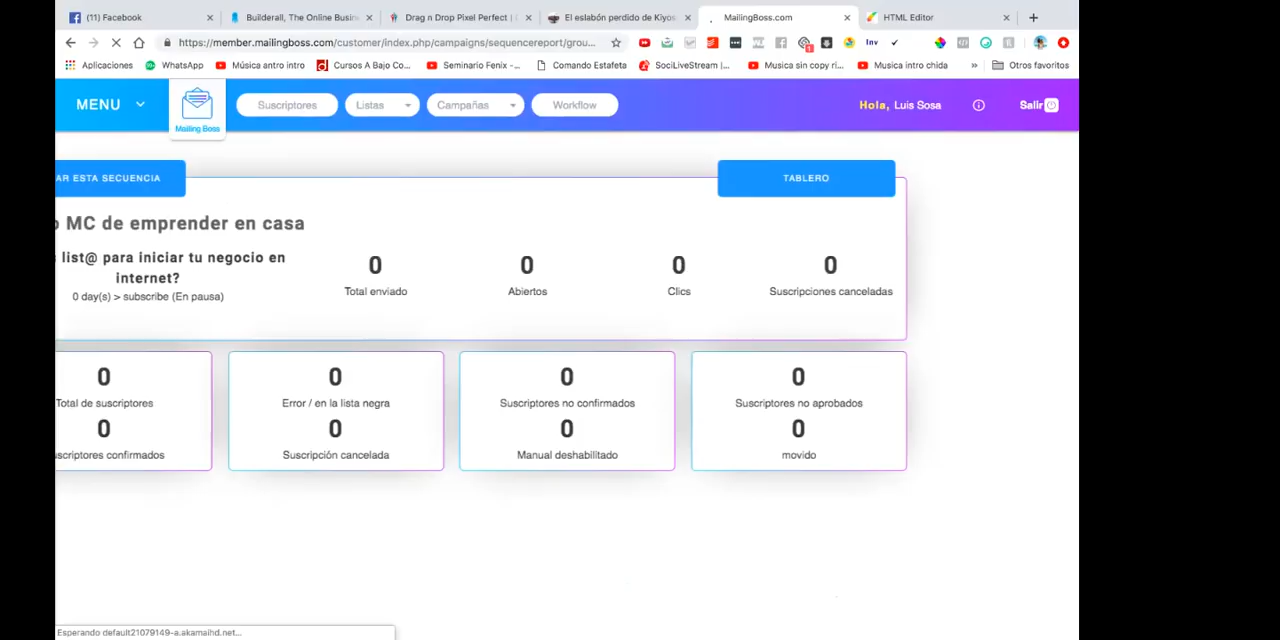 (11) Facebook
Builderall, The Online Busin
Drag n Drop Pixel Perfect |
El eslabón perdido de Kiyos
MailingBoss.com
HTML Editor
https://member.mailingboss.com/customer/index.php/campaigns/sequencereport/grou...
Inv
Aplicaciones
WhatsApp
Música antro intro
Cursos A Bajo Co...
Seminario Fenix -...
Comando Estafeta
SociLiveStream |...
Musica sin copy ri...
Musica intro chida
»
Otros favoritos
MENU
Mailing Boss
Suscriptores
Listas
Campañas
Workflow
Hola, Luis Sosa
Salir
AR ESTA SECUENCIA
TABLERO
o MC de emprender en casa
list@ para iniciar tu negocio en
internet?
0 day(s) > subscribe (En pausa)
0
Total enviado
0
Abiertos
0
Clics
0
Suscripciones canceladas
0
Total de suscriptores
0
scriptores confirmados
0
Error / en la lista negra
0
Suscripción cancelada
0
Suscriptores no confirmados
0
Manual deshabilitado
0
Suscriptores no aprobados
0
movido
Esperando default21079149-a.akamaihd.net...